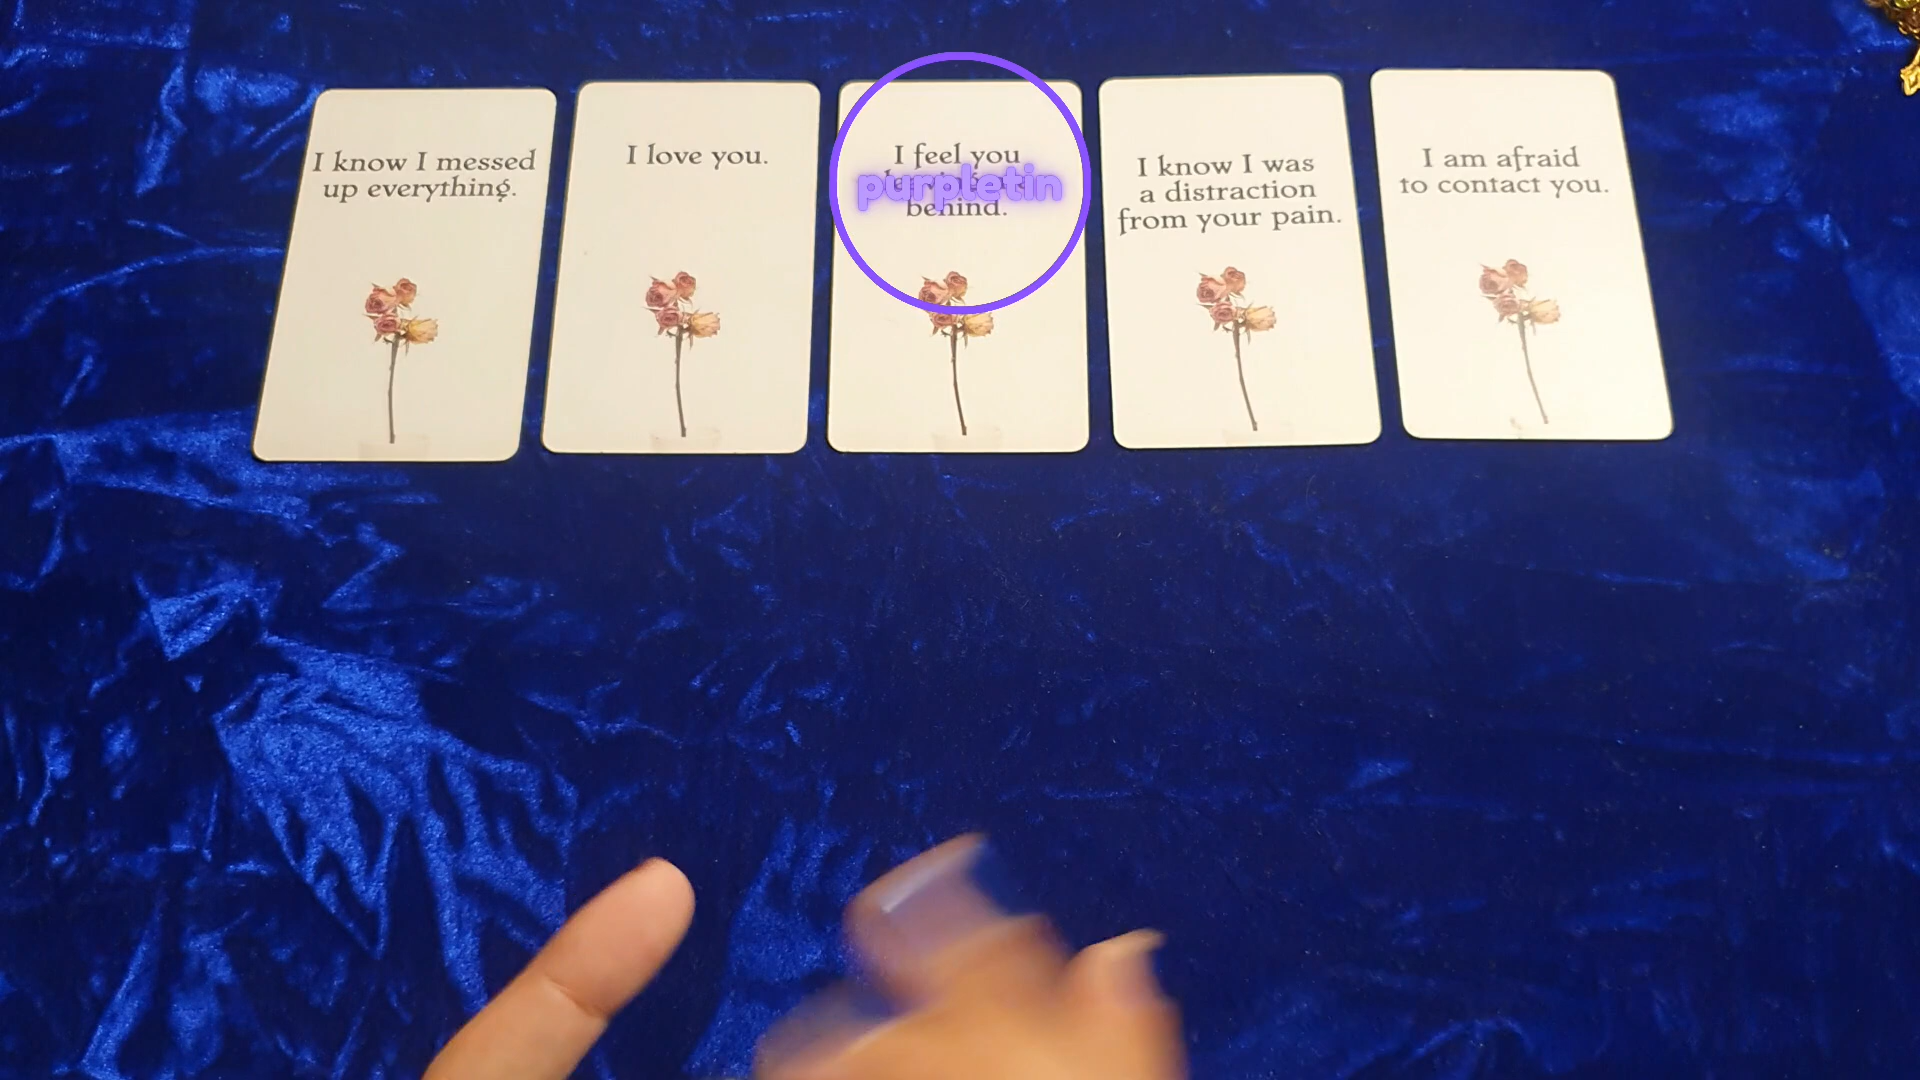 I know I messed
up everything.
I love you.
I feel you
behind.
purpletin
I know I was
a distraction
from your pain.
I am afraid
to contact you.